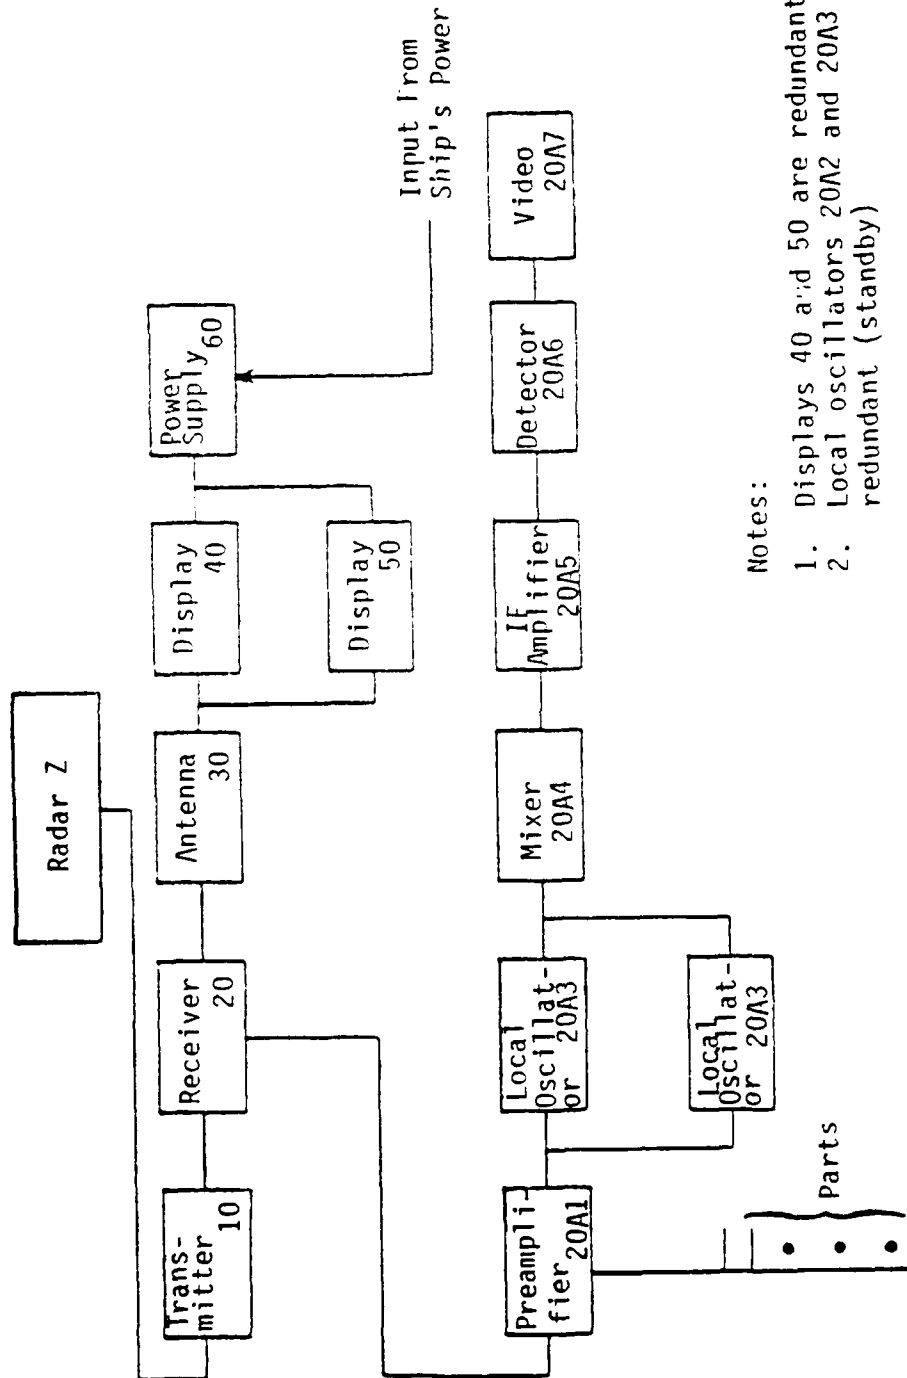 Radar Z
Trans-
mitter
10
Receiver
20
Antenna
30
Display
40
Display
50
Power
Supply
60
Input From
Ship's Power
Preampli-
fier 20A1
Local
Oscillat-
or 20A3
Local
Oscillat-
or 20A3
Mixer
20A4
IF
Amplifier
20A5
Detector
20A6
Video
20A7
Parts
Notes:
1. Displays 40 and 50 are redundant
2. Local oscillators 20A2 and 20A3
redundant (standby)